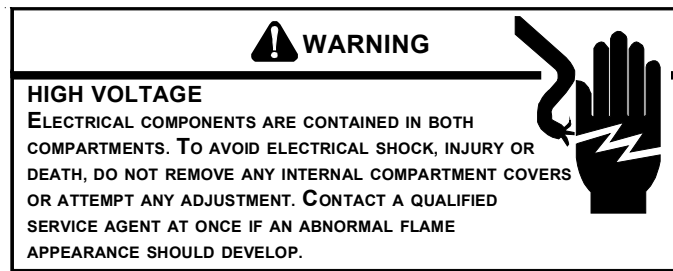 WARNING
HIGH VOLTAGE
ELECTRICAL COMPONENTS ARE CONTAINED IN BOTH
COMPARTMENTS. TO AVOID ELECTRICAL SHOCK, INJURY OR
DEATH, DO NOT REMOVE ANY INTERNAL COMPARTMENT COVERS
OR ATTEMPT ANY ADJUSTMENT. CONTACT A QUALIFIED
SERVICE AGENT AT ONCE IF AN ABNORMAL FLAME
APPEARANCE SHOULD DEVELOP.